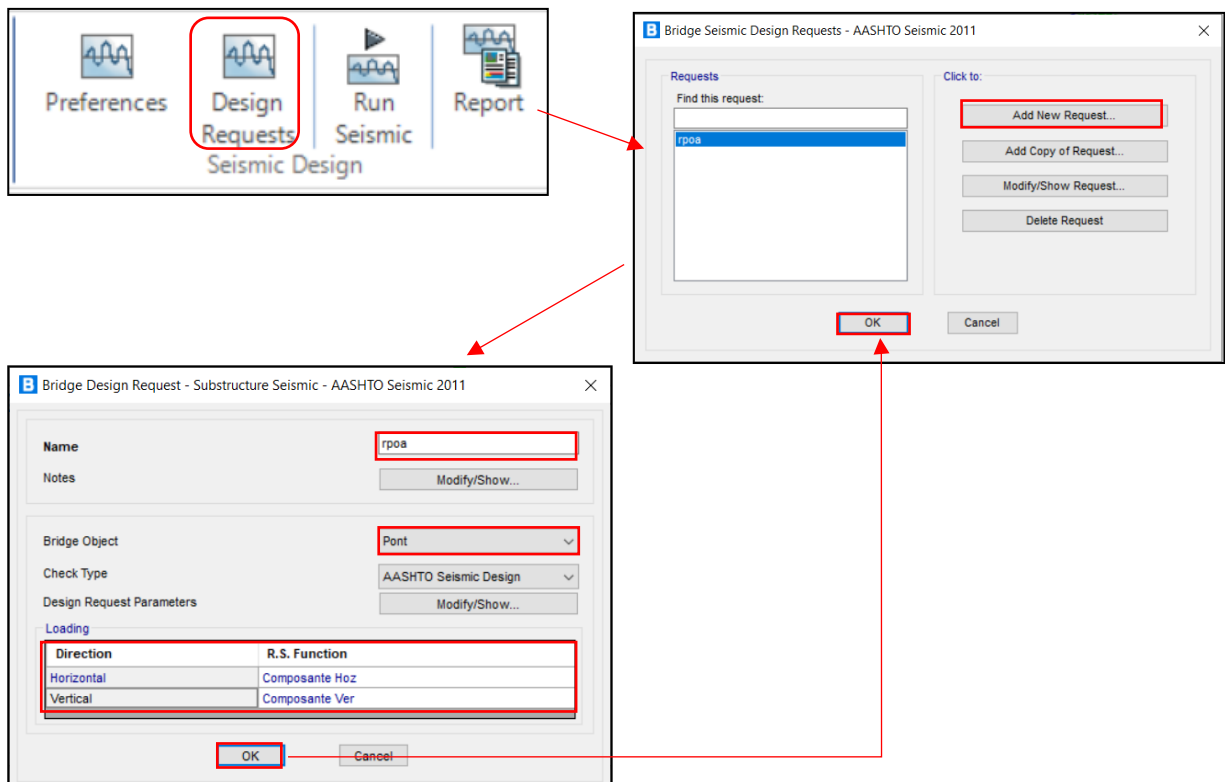 Preferences
Design
Requests
Run
Seismic
Report
Seismic Design
B Bridge Seismic Design Requests - AASHTO Seismic 2011
Requests
Find this request:
rpoa
Click to:
Add New Request...
Add Copy of Request...
Modify/Show Request...
Delete Request
OK
Cancel
B Bridge Design Request - Substructure Seismic - AASHTO Seismic 2011
Name
rpoa
Notes
Modify/Show...
Bridge Object
Pont
Check Type
AASHTO Seismic Design
Design Request Parameters
Modify/Show...
Loading
Direction R.S. Function
Horizontal Composante Hoz
Vertical Composante Ver
OK
Cancel